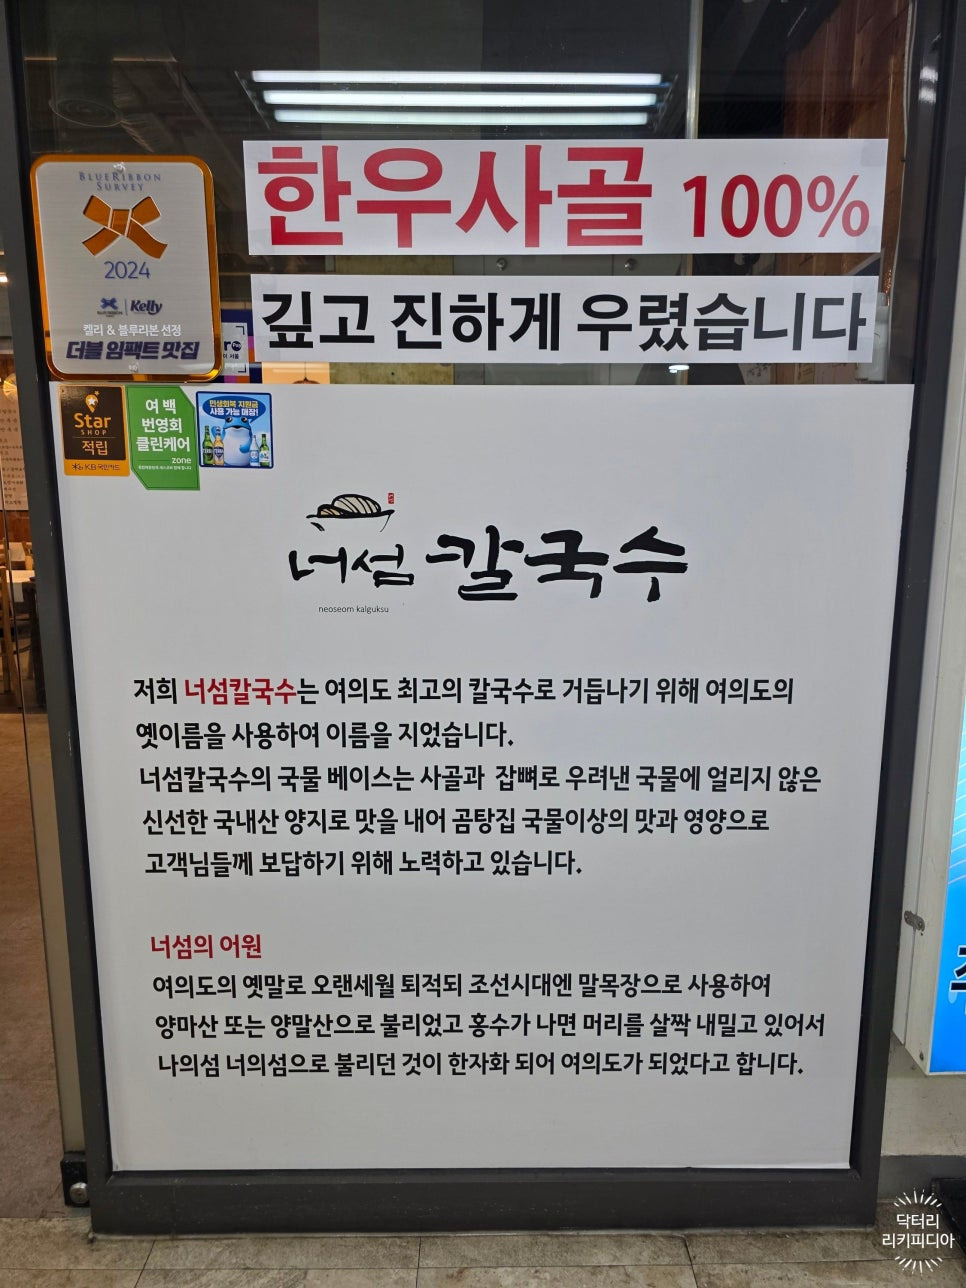 한우사골 100%
깊고 진하게 우렸습니다
BLUERIBBON
SURVEY
2024
Kelly
켈리 & 블루리본 선정
더블 임팩트 맛집
Star
SHOP
적립
KB국민카드
여 백
번영회
클린케어
zone
민생회복 지원금
사용 가능 매장!
너섬 칼국수
neoseom kalguksu
저희 너섬칼국수는 여의도 최고의 칼국수로 거듭나기 위해 여의도의
옛이름을 사용하여 이름을 지었습니다.
너섬칼국수의 국물 베이스는 사골과 잡뼈로 우려낸 국물에 얼리지 않은
신선한 국내산 양지로 맛을 내어 곰탕집 국물이상의 맛과 영양으로
고객님들께 보답하기 위해 노력하고 있습니다.
너섬의 어원
여의도의 옛말로 오랜세월 퇴적되 조선시대엔 말목장으로 사용하여
양마산 또는 양말산으로 불리었고 홍수가 나면 머리를 살짝 내밀고 있어서
나의섬 너의섬으로 불리던 것이 한자화 되어 여의도가 되었다고 합니다.
닥터리
리키피디아